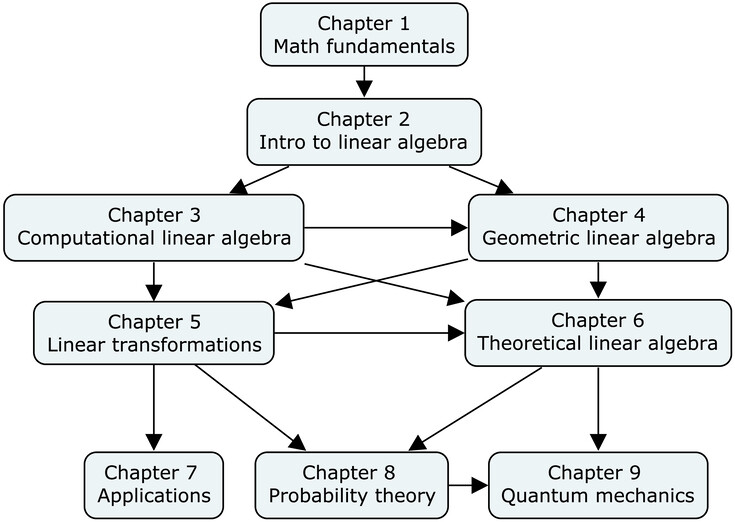 Chapter 1
Math fundamentals
Chapter 2
Intro to linear algebra
Chapter 3
Computational linear algebra
Chapter 4
Geometric linear algebra
Chapter 5
Linear transformations
Chapter 6
Theoretical linear algebra
Chapter 7
Applications
Chapter 8
Probability theory
Chapter 9
Quantum mechanics